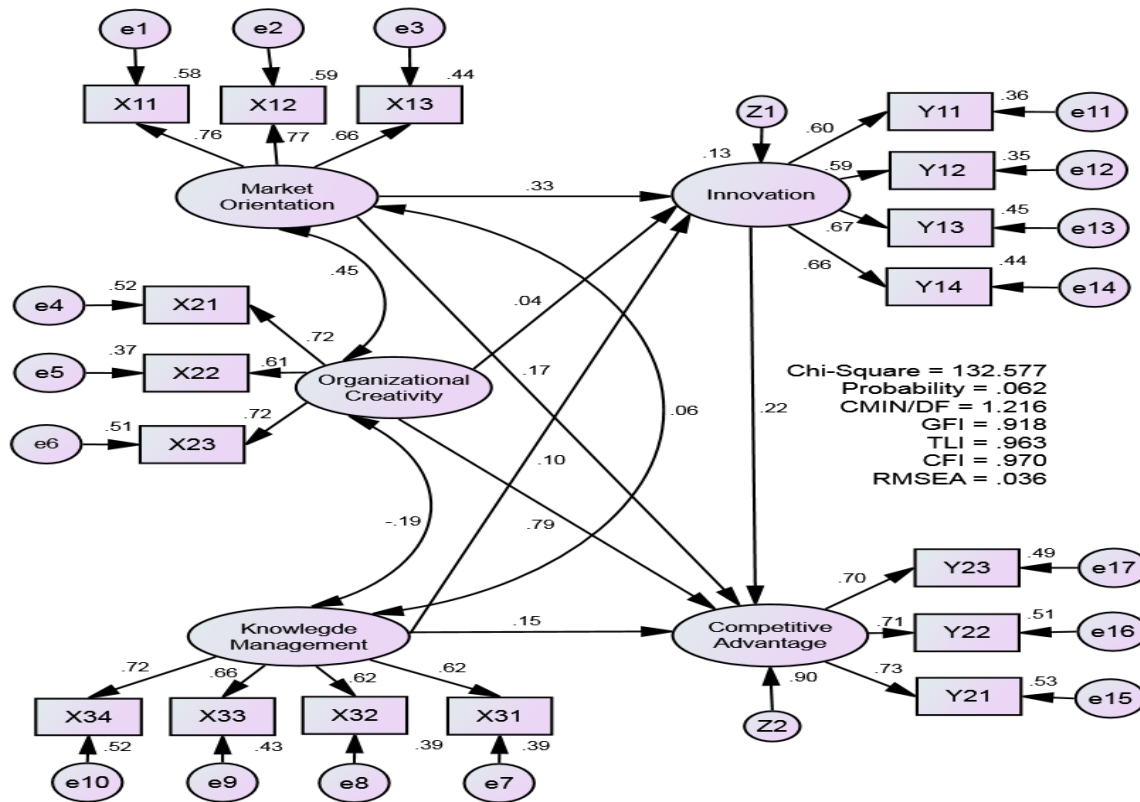 e1
e2
e3
.58
.59
.44
X11
X12
X13
.76
.77
.66
Market
Orientation
Z1
.13
Innovation
.33
.60
.59
.67
.66
Y11
.36
e11
Y12
.35
e12
Y13
.45
e13
Y14
.44
e14
.45
.04
e4
.52
X21
.72
e5
.37
X22
.61
e6
.51
X23
.72
Organizational
Creativity
.17
.06
.22
.10
.79
-.19
Chi-Square = 132.577
Probability = .062
CMIN/DF = 1.216
GFI = .918
TLI = .963
CFI = .970
RMSEA = .036
Knowlegde
Management
.15
Competitive
Advantage
.90
Z2
.70
.71
.73
Y23
.49
e17
Y22
.51
e16
Y21
.53
e15
.72
.66
.62
.62
X34
X33
X32
X31
.52
.43
.39
.39
e10
e9
e8
e7